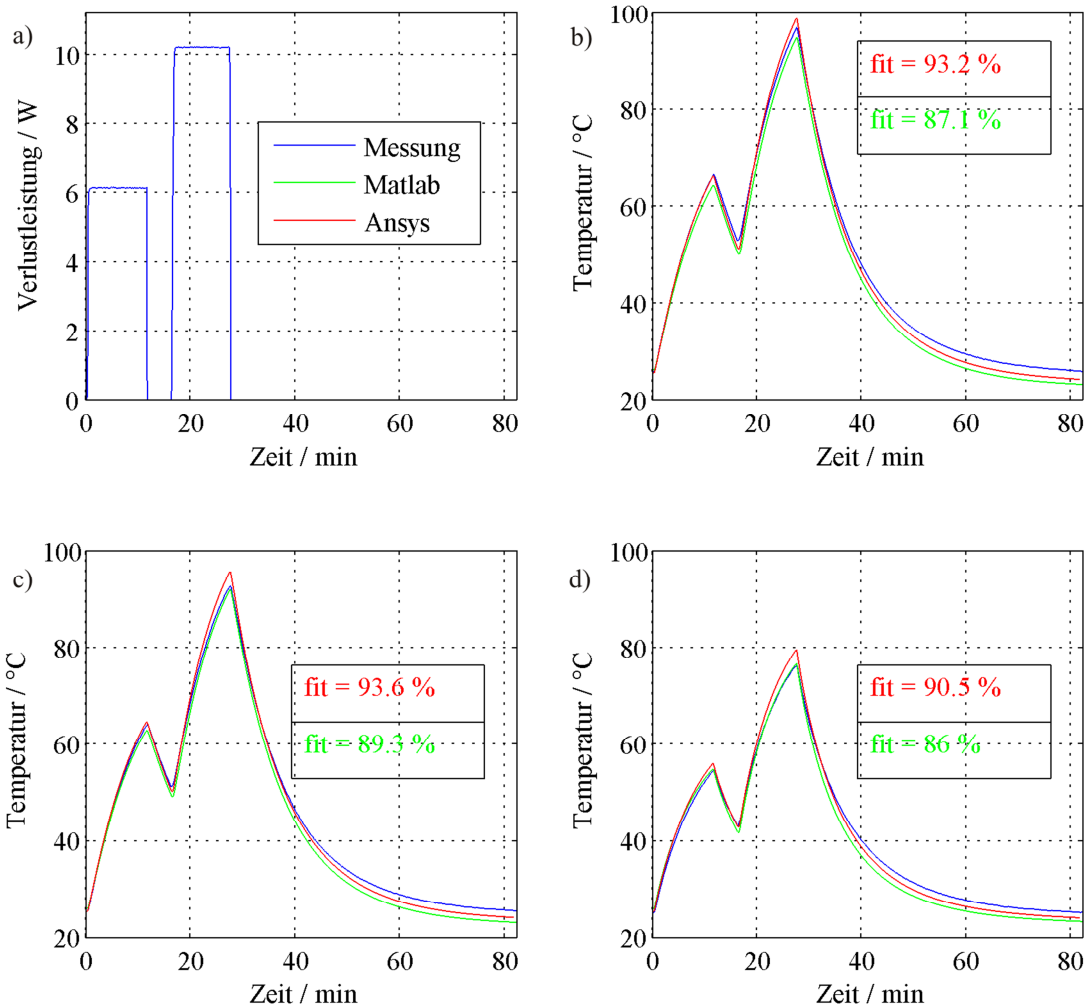 a)
10
8
6
4
2
0
Verlustleistung / W
Messung
Matlab
Ansys
0 20 40 60 80
Zeit / min
b)
100
80
60
40
20
Temperatur / °C
fit = 93.2 %
fit = 87.1 %
0 20 40 60 80
Zeit / min
c)
100
80
60
40
20
Temperatur / °C
fit = 93.6 %
fit = 89.3 %
0 20 40 60 80
Zeit / min
d)
100
80
60
40
20
Temperatur / °C
fit = 90.5 %
fit = 86 %
0 20 40 60 80
Zeit / min